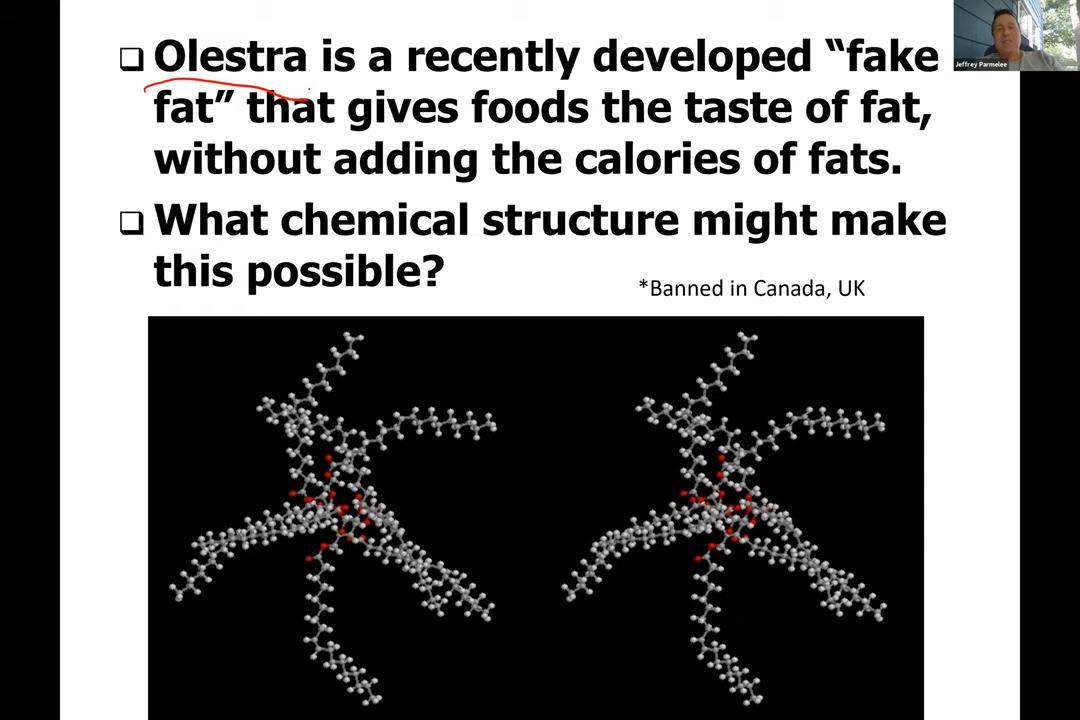 ❑ Olestra is a recently developed “fake
fat” that gives foods the taste of fat,
without adding the calories of fats.
❑ What chemical structure might make
this possible?
*Banned in Canada, UK
Jeffrey Parmelee